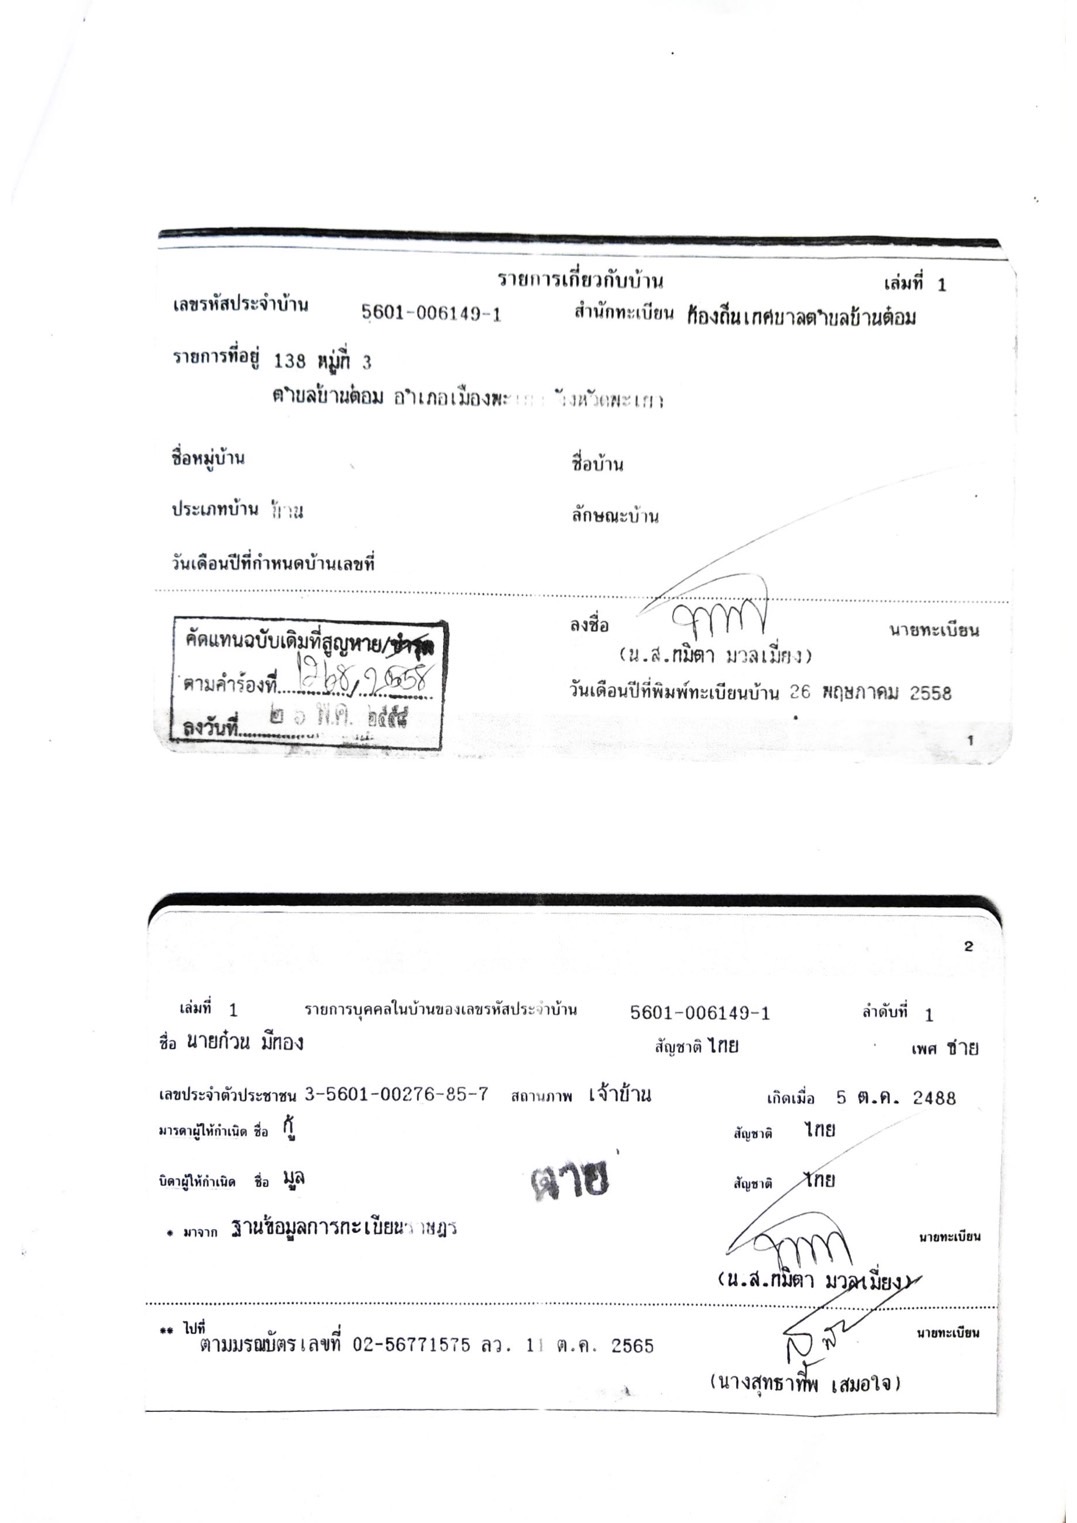 รายการเกี่ยวกับบ้าน เล่มที่ 1
เลขรหัสประจำบ้าน 5601-006149-1 สำนักทะเบียน ท้องถิ่นเทศบาลตำบลบ้านต๋อม
รายการที่อยู่ 138 หมู่ที่ 3
ตำบลบ้านต๋อม อำเภอเมืองพะเยา จังหวัดพะเยา
ชื่อหมู่บ้าน ชื่อบ้าน
ประเภทบ้าน บ้าน ลักษณะบ้าน
วันเดือนปีที่กำหนดบ้านเลขที่
ลงชื่อ นายทะเบียน
(น.ส.ทมิตา มวลเมี่ยง)
วันเดือนปีที่พิมพ์ทะเบียนบ้าน 26 พฤษภาคม 2558
คัดแทนฉบับเดิมที่สูญหาย/ชำรุด
ตามคำร้องที่ 1268/2558
ลงวันที่ ๒๖ พ.ค. ๒๕๕๘
1
2
เล่มที่ 1 รายการบุคคลในบ้านของเลขรหัสประจำบ้าน 5601-006149-1 ลำดับที่ 1
ชื่อ นายก๋วน มีทอง สัญชาติ ไทย เพศ ชาย
เลขประจำตัวประชาชน 3-5601-00276-85-7 สถานภาพ เจ้าบ้าน เกิดเมื่อ 5 ต.ค. 2488
มารดาผู้ให้กำเนิด ชื่อ กู้ สัญชาติ ไทย
บิดาผู้ให้กำเนิด ชื่อ มูล ตาย สัญชาติ ไทย
* มาจาก ฐานข้อมูลการทะเบียนราษฎร นายทะเบียน
(น.ส.ทมิตา มวลเมี่ยง)
** ไปที่ นายทะเบียน
ตามมรณบัตรเลขที่ 02-56771575 ลว. 11 ต.ค. 2565
(นางสุทธาทิพ เสมอใจ)